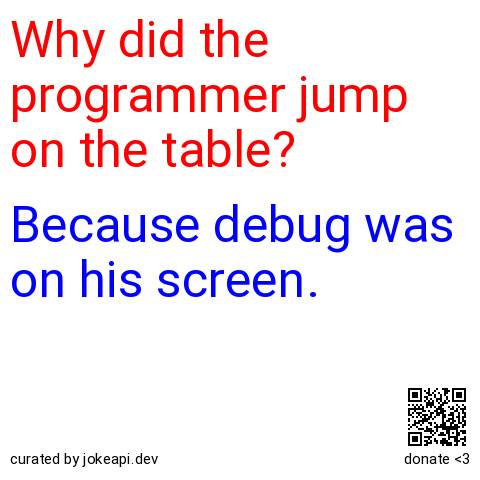 Why did the
programmer jump
on the table?
Because debug was
on his screen.
curated by jokeapi.dev
donate <3